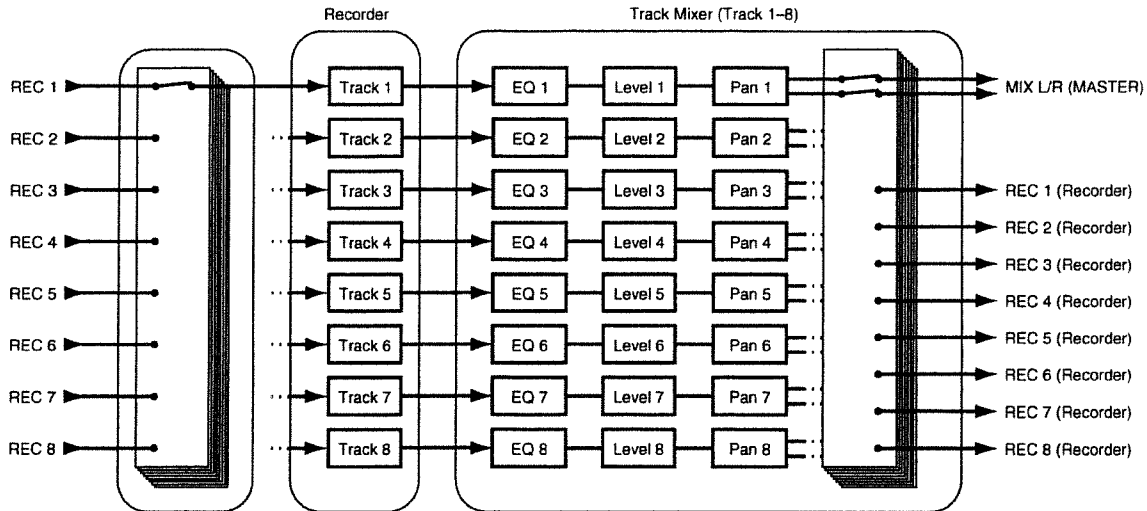 Recorder
Track Mixer (Track 1–8)
REC 1
Track 1
EQ 1
Level 1
Pan 1
MIX L/R (MASTER)
REC 2
Track 2
EQ 2
Level 2
Pan 2
REC 3
Track 3
EQ 3
Level 3
Pan 3
REC 1 (Recorder)
REC 2 (Recorder)
REC 4
Track 4
EQ 4
Level 4
Pan 4
REC 3 (Recorder)
REC 5
Track 5
EQ 5
Level 5
Pan 5
REC 4 (Recorder)
REC 5 (Recorder)
REC 6
Track 6
EQ 6
Level 6
Pan 6
REC 6 (Recorder)
REC 7
Track 7
EQ 7
Level 7
Pan 7
REC 7 (Recorder)
REC 8
Track 8
EQ 8
Level 8
Pan 8
REC 8 (Recorder)